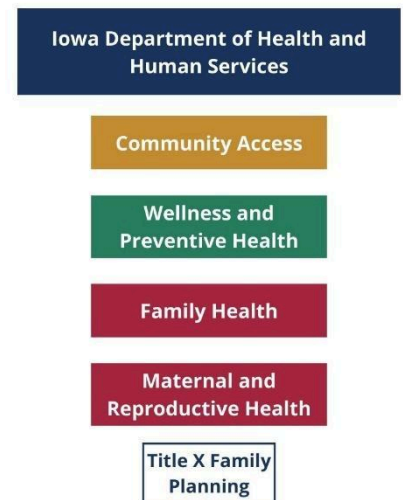 Iowa Department of Health and
Human Services
Community Access
Wellness and
Preventive Health
Family Health
Maternal and
Reproductive Health
Title X Family
Planning